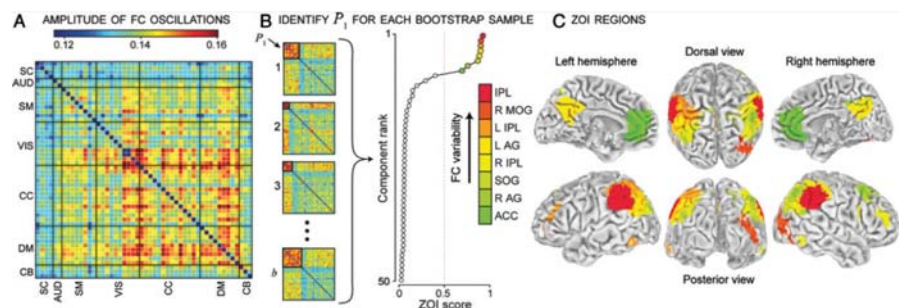 A
AMPLITUDE OF FC OSCILLATIONS
0.12 0.14 0.16
SC
AUD
SM
VIS
CC
DM
CB
SC
AUD
SM
VIS
CC
DM
CB
B IDENTIFY P1 FOR EACH BOOTSTRAP SAMPLE
P1
1
2
3
b
Component rank
1
50
0 0.5 1
ZOI score
FC variability
IPL
R MOG
L IPL
L AG
R IPL
SOG
R AG
ACC
C ZOI REGIONS
Left hemisphere
Dorsal view
Right hemisphere
Posterior view